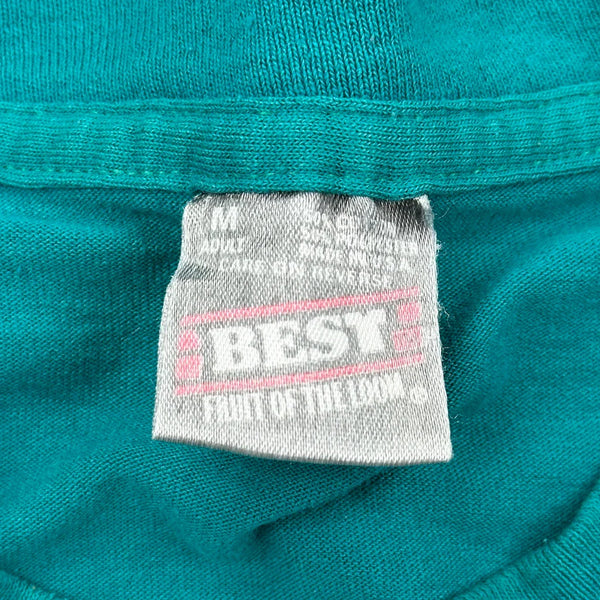 M
ADULT
MADE IN U.S.A.
CARE ON REVERSE
BEST
FRUIT OF THE LOOM ®